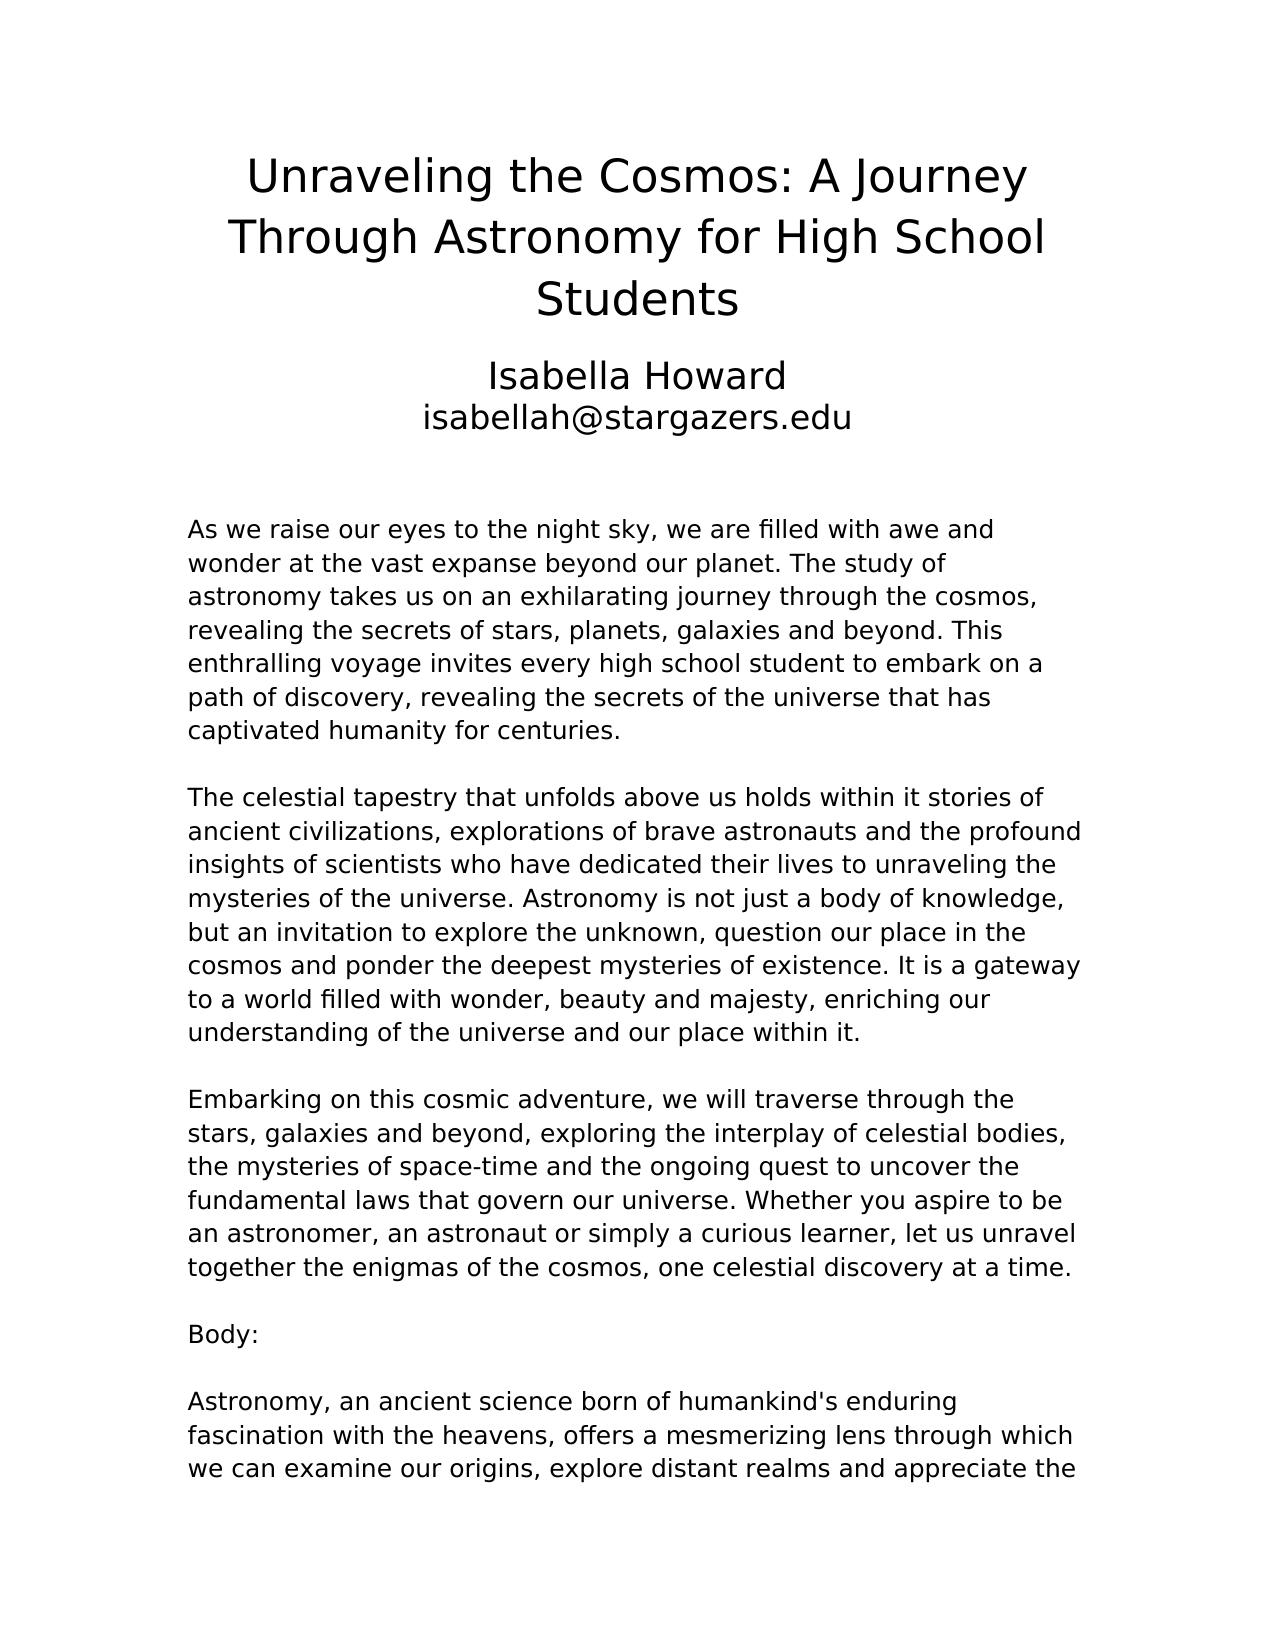 Unraveling the Cosmos: A Journey
Through Astronomy for High School
Students
Isabella Howard
isabellah@stargazers.edu
As we raise our eyes to the night sky, we are filled with awe and
wonder at the vast expanse beyond our planet. The study of
astronomy takes us on an exhilarating journey through the cosmos,
revealing the secrets of stars, planets, galaxies and beyond. This
enthralling voyage invites every high school student to embark on a
path of discovery, revealing the secrets of the universe that has
captivated humanity for centuries.
The celestial tapestry that unfolds above us holds within it stories of
ancient civilizations, explorations of brave astronauts and the profound
insights of scientists who have dedicated their lives to unraveling the
mysteries of the universe. Astronomy is not just a body of knowledge,
but an invitation to explore the unknown, question our place in the
cosmos and ponder the deepest mysteries of existence. It is a gateway
to a world filled with wonder, beauty and majesty, enriching our
understanding of the universe and our place within it.
Embarking on this cosmic adventure, we will traverse through the
stars, galaxies and beyond, exploring the interplay of celestial bodies,
the mysteries of space-time and the ongoing quest to uncover the
fundamental laws that govern our universe. Whether you aspire to be
an astronomer, an astronaut or simply a curious learner, let us unravel
together the enigmas of the cosmos, one celestial discovery at a time.
Body:
Astronomy, an ancient science born of humankind's enduring
fascination with the heavens, offers a mesmerizing lens through which
we can examine our origins, explore distant realms and appreciate the